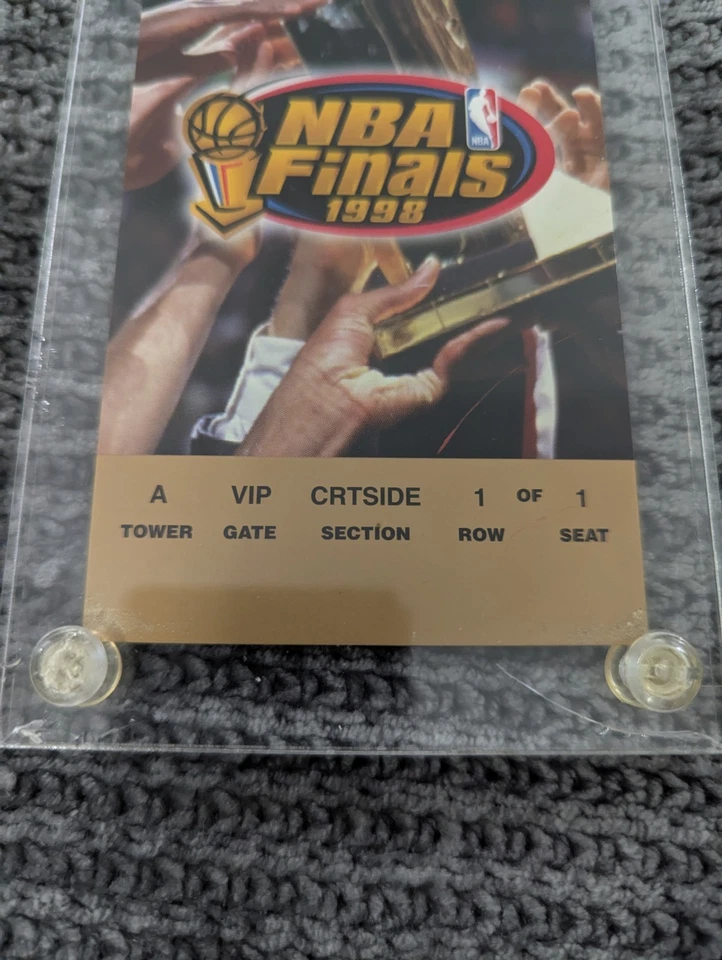 NBA
NBA
Finals
1998
A VIP CRTSIDE 1 OF 1
TOWER GATE SECTION ROW SEAT